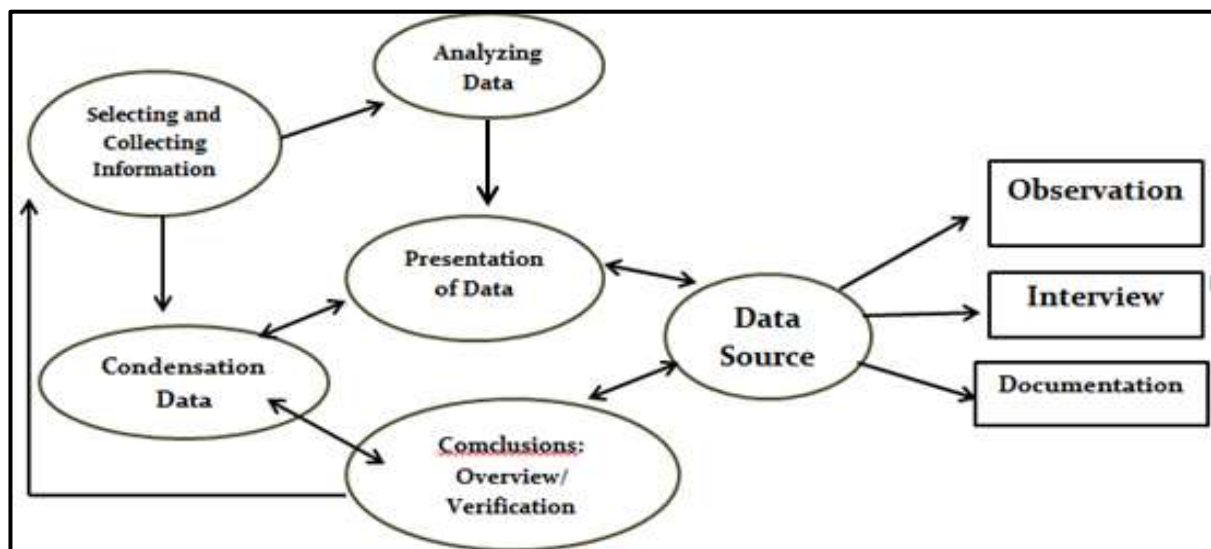 Analyzing
Data
Selecting and
Collecting
Information
Observation
Presentation
of Data
Interview
Data
Source
Condensation
Data
Documentation
Comclusions:
Overview/
Verification